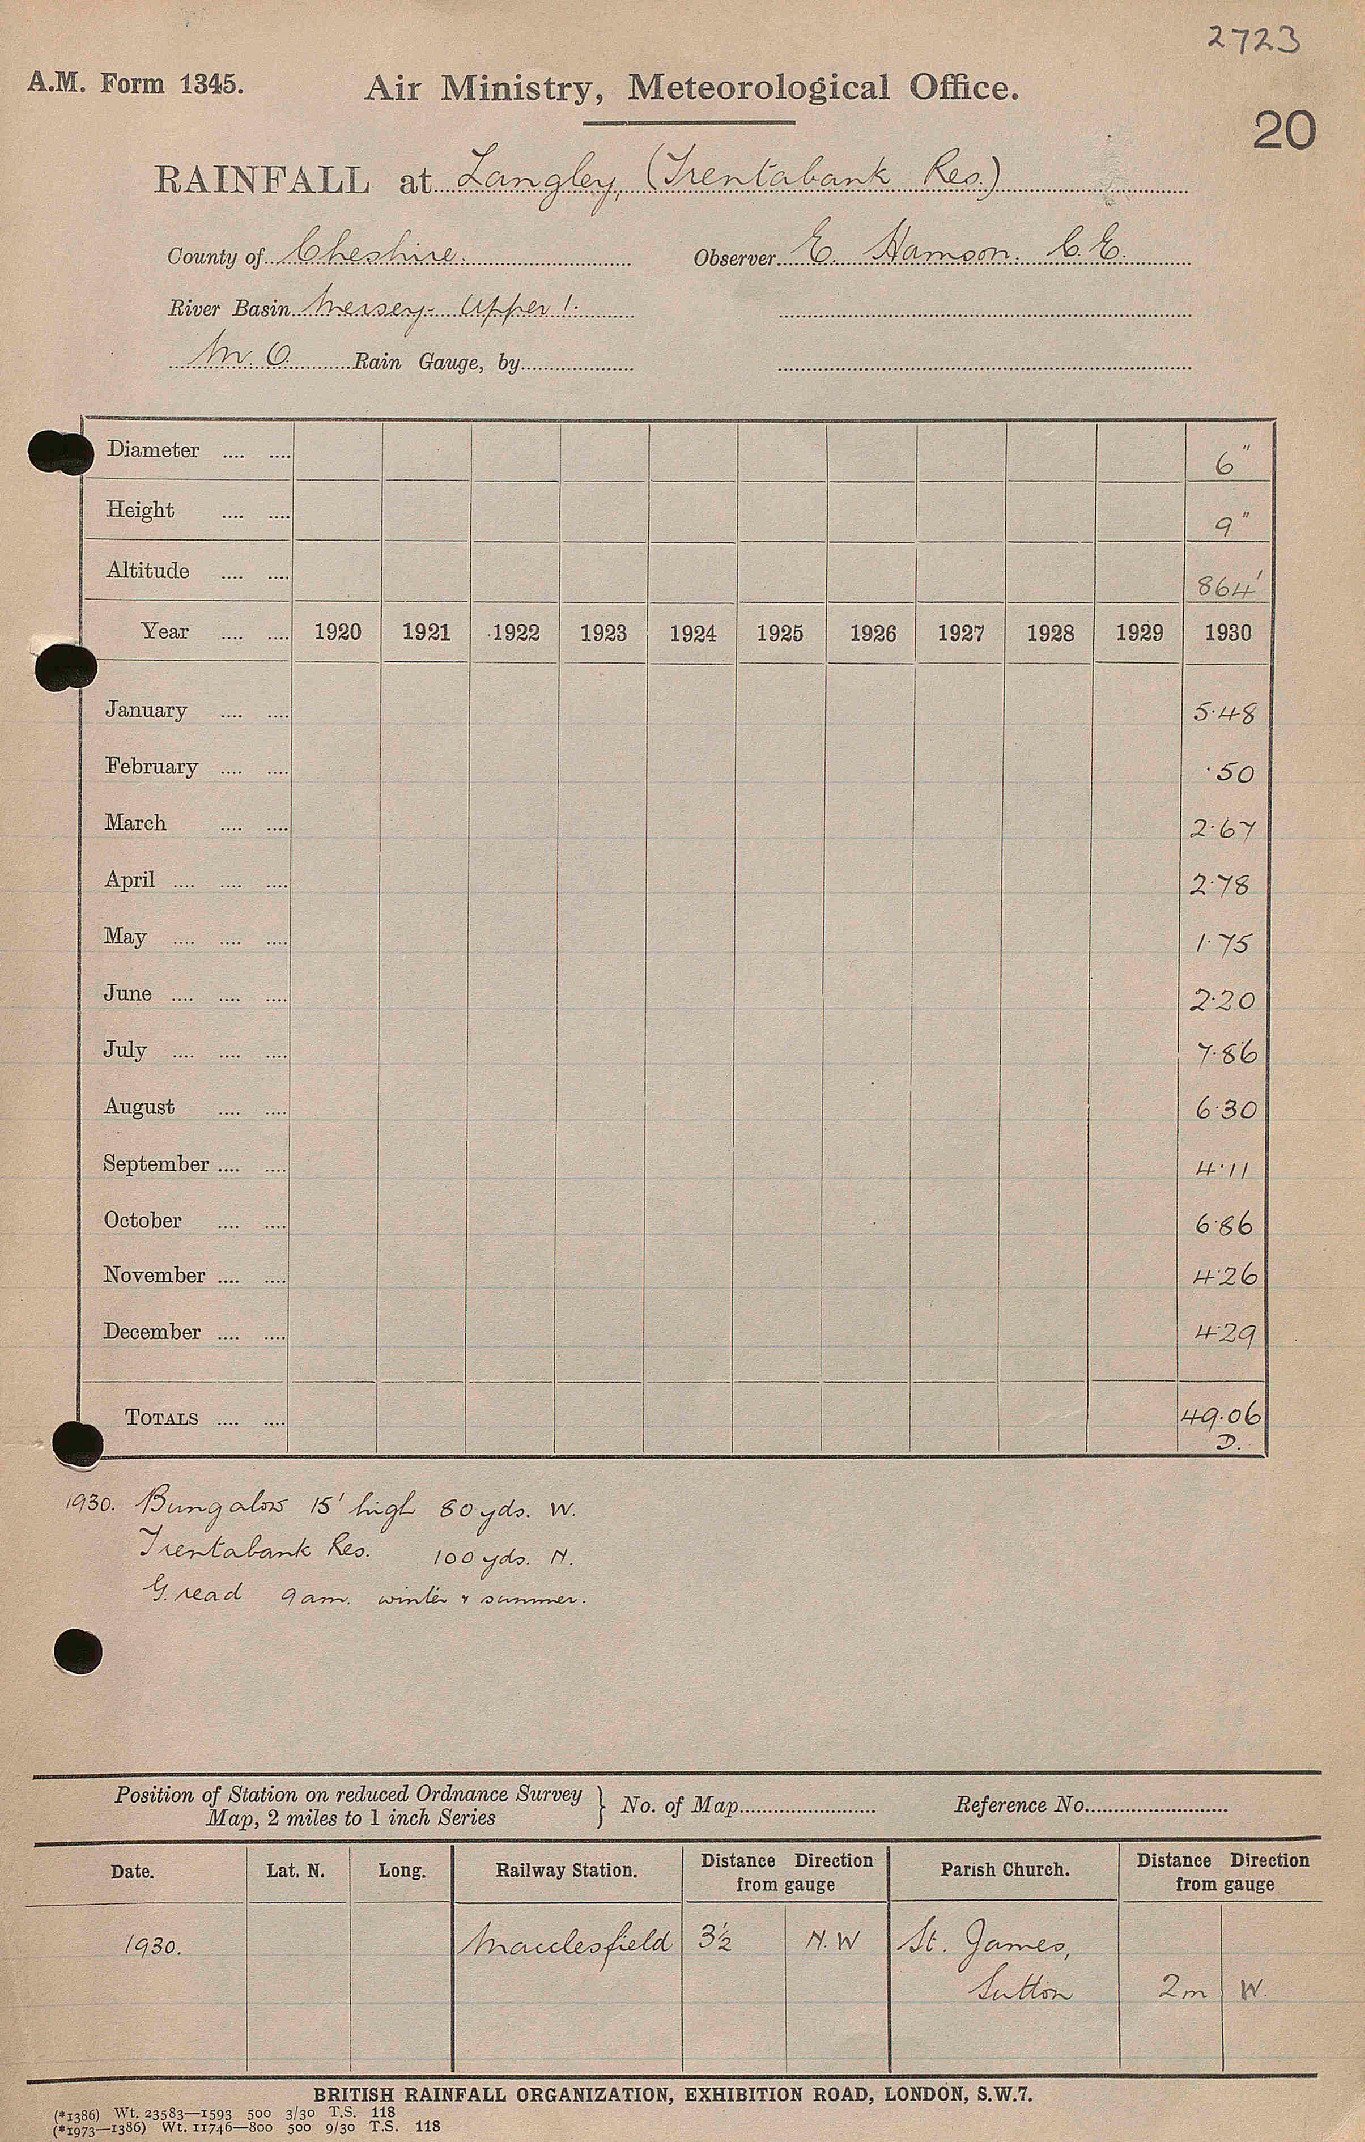 2723
A.M. Form 1345. Air Ministry, Meteorological Office.
20
RAINFALL at Langley, (Trentabank Res.)
County of Cheshire. Observer E. Hamson. C.E.
River Basin Mersey - Upper 1.
M.O. Rain Gauge, by
Diameter .... .... 6"
Height .... .... 9"
Altitude .... .... 864'
Year .... .... 1920 1921 1922 1923 1924 1925 1926 1927 1928 1929 1930
January .... .... 5·48
February .... .... ·50
March .... .... 2·67
April .... .... .... 2·78
May .... .... .... 1·75
June .... .... .... 2·20
July .... .... .... 7·86
August .... .... 6·30
September .... .... 4·11
October .... .... 6·86
November .... .... 4·26
December .... .... 4·29
TOTALS .... .... 49·06
D.
1930. Bungalow 15' high 80 yds. W.
Trentabank Res. 100 yds. N.
G. read 9am. winter & summer.
Position of Station on reduced Ordnance Survey
Map, 2 miles to 1 inch Series } No. of Map Reference No.
Date. Lat. N. Long. Railway Station. Distance Direction from gauge Parish Church. Distance Direction from gauge
1930. Macclesfield 3½ N.W St. James,
Sutton 2m W.
BRITISH RAINFALL ORGANIZATION, EXHIBITION ROAD, LONDON, S.W.7.
(*1386) Wt. 23583—1593 500 3/30 T.S. 118
(*1973—1386) Wt. 11746—800 500 9/30 T.S. 118